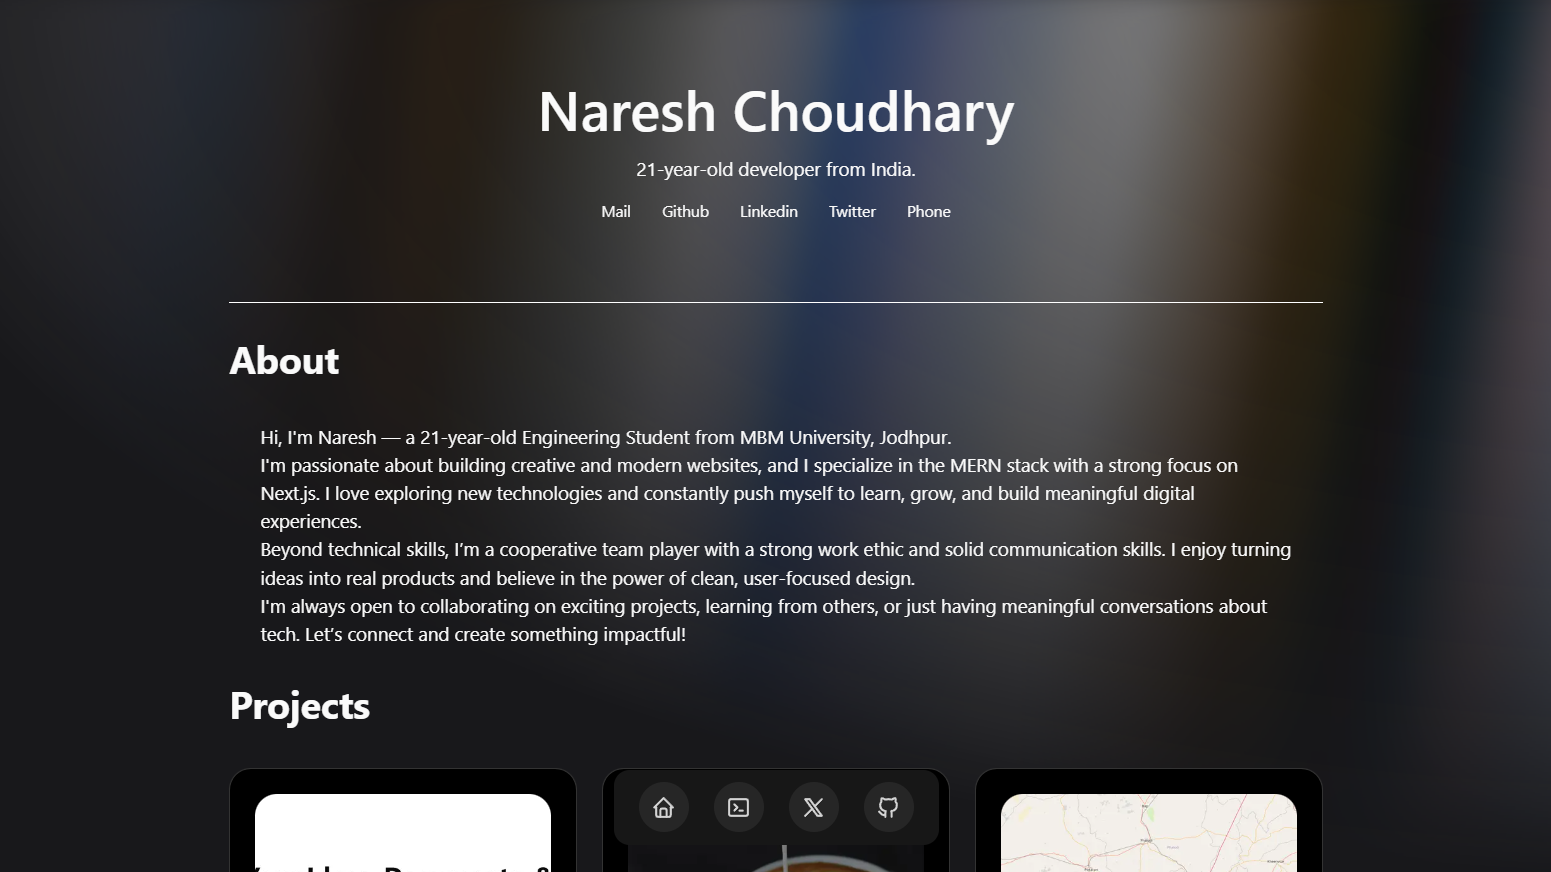 Naresh Choudhary
21-year-old developer from India.
Mail Github Linkedin Twitter Phone
About
Hi, I'm Naresh — a 21-year-old Engineering Student from MBM University, Jodhpur.
I'm passionate about building creative and modern websites, and I specialize in the MERN stack with a strong focus on
Next.js. I love exploring new technologies and constantly push myself to learn, grow, and build meaningful digital
experiences.
Beyond technical skills, I’m a cooperative team player with a strong work ethic and solid communication skills. I enjoy turning
ideas into real products and believe in the power of clean, user-focused design.
I'm always open to collaborating on exciting projects, learning from others, or just having meaningful conversations about
tech. Let’s connect and create something impactful!
Projects